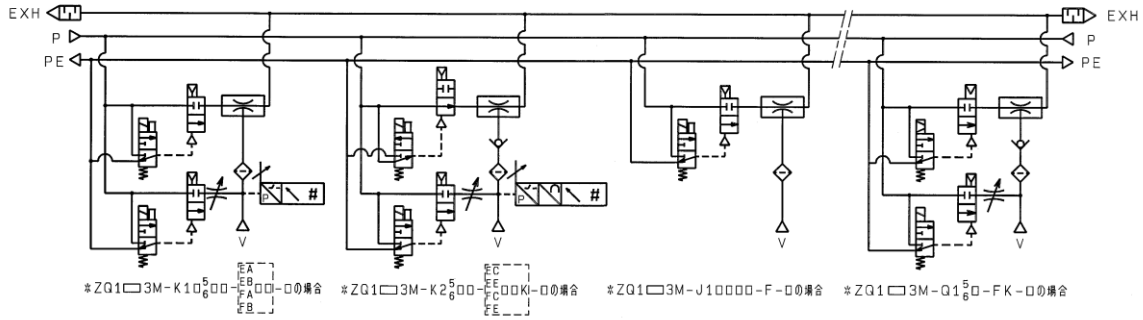 EXH EXH
P P
PE PE
P # P #
V V V V
※ZQ1□3M-K1□5/6□□-EA EB FA FB□□-□の場合
※ZQ1□3M-K2 5/6□□-EC EE FC FE□□K-□の場合
※ZQ1□3M-J1□□□□-F-□の場合
※ZQ1□3M-Q1 5/6□-FK-□の場合